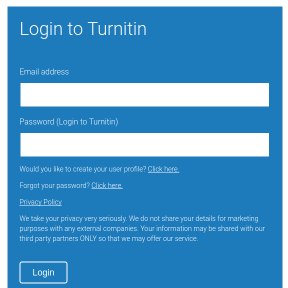 Login to Turnitin
Email address
Password (Login to Turnitin)
Would you like to create your user profile? Click here.
Forgot your password? Click here.
Privacy Policy
We take your privacy very seriously. We do not share your details for marketing
purposes with any external companies. Your information may be shared with our
third party partners ONLY so that we may offer our service.
Login